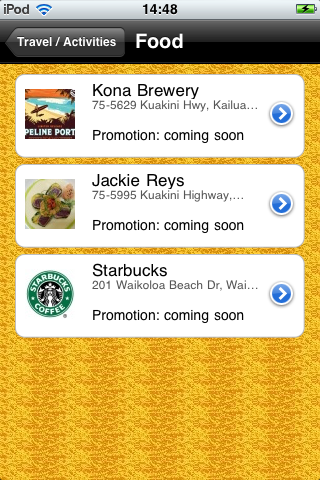 iPod 14:48
Travel / Activities Food
Kona Brewery
75-5629 Kuakini Hwy, Kailua…
PELINE PORT
Promotion: coming soon
Jackie Reys
75-5995 Kuakini Highway,…
Promotion: coming soon
Starbucks
201 Waikoloa Beach Dr, Wai…
STARBUCKS
COFFEE
Promotion: coming soon